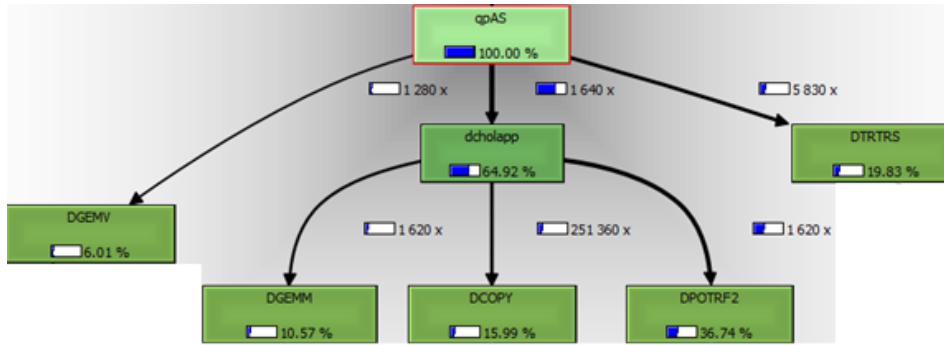 qpAS
100.00 %
1 280 x
1 640 x
5 830 x
dcholapp
64.92 %
DTRTRS
19.83 %
DGEMV
6.01 %
1 620 x
251 360 x
1 620 x
DGEMM
10.57 %
DCOPY
15.99 %
DPOTRF2
36.74 %